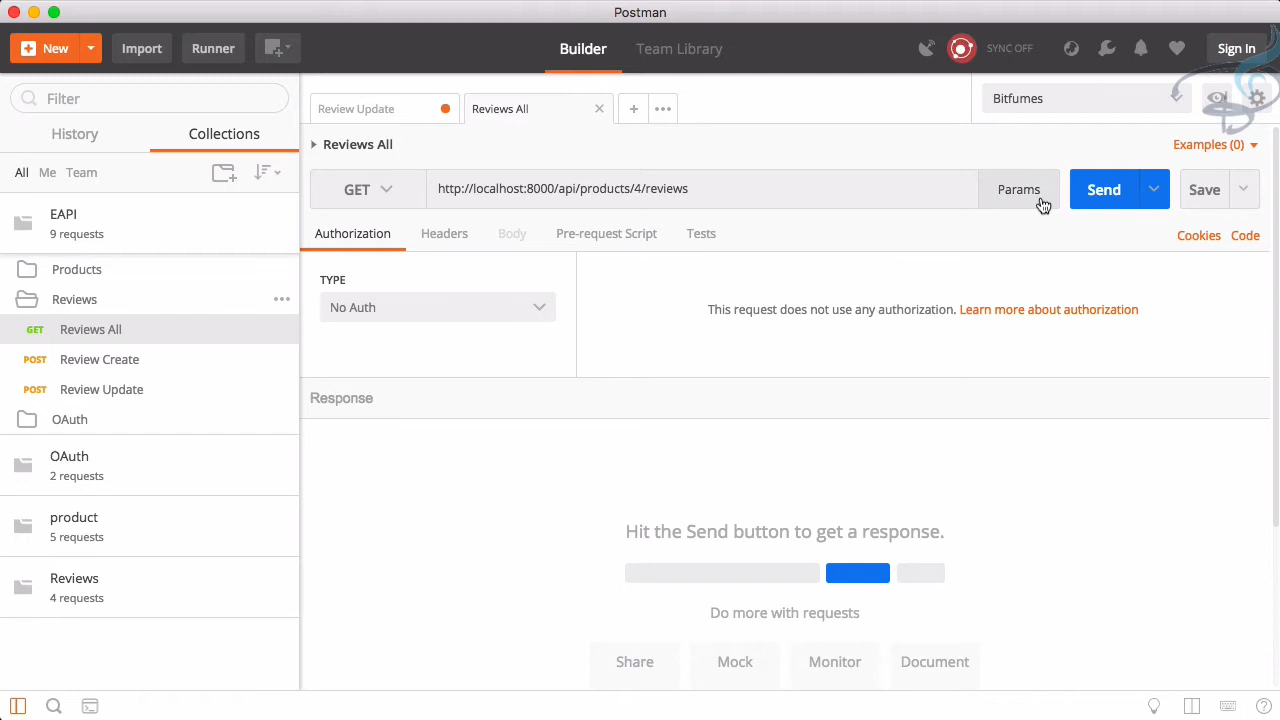 Postman
New
Import
Runner
Builder
Team Library
SYNC OFF
Sign In
Filter
History
Collections
All
Me
Team
EAPI
9 requests
Products
Reviews
GET Reviews All
POST Review Create
POST Review Update
OAuth
OAuth
2 requests
product
5 requests
Reviews
4 requests
Review Update
Reviews All
Bitfumes
Reviews All
Examples (0)
GET
http://localhost:8000/api/products/4/reviews
Params
Send
Save
Authorization
Headers
Body
Pre-request Script
Tests
Cookies
Code
TYPE
No Auth
This request does not use any authorization. Learn more about authorization
Response
Hit the Send button to get a response.
Do more with requests
Share
Mock
Monitor
Document